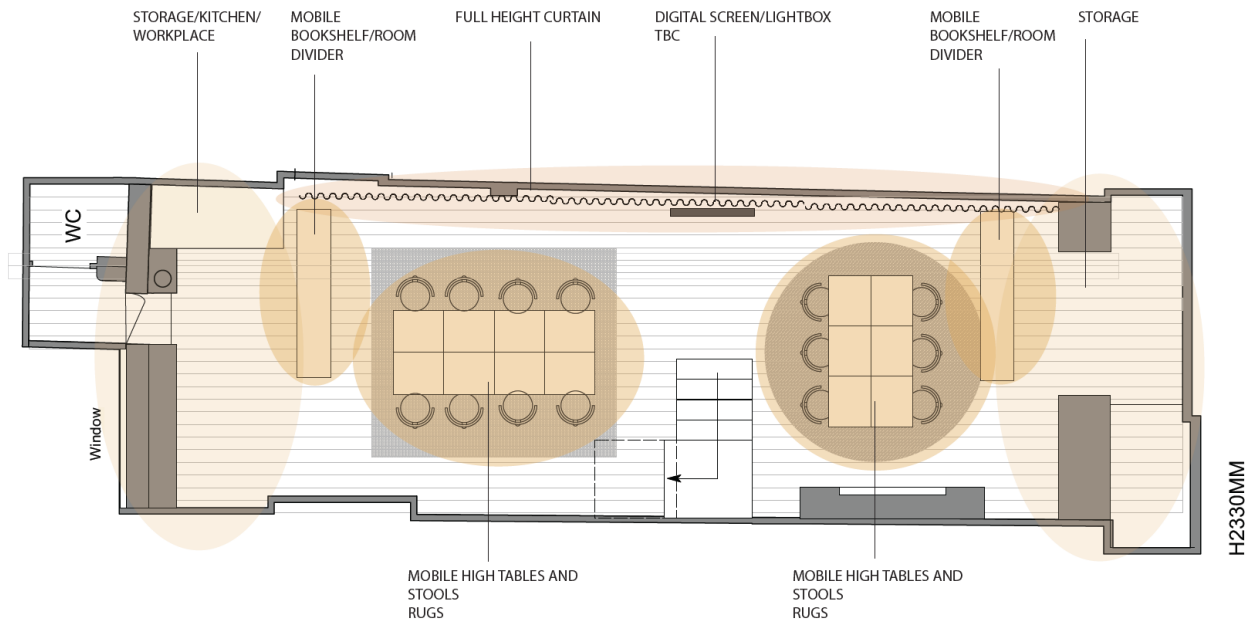 STORAGE/KITCHEN/
WORKPLACE
MOBILE
BOOKSHELF/ROOM
DIVIDER
FULL HEIGHT CURTAIN
DIGITAL SCREEN/LIGHTBOX
TBC
MOBILE
BOOKSHELF/ROOM
DIVIDER
STORAGE
WC
Window
H2330MM
MOBILE HIGH TABLES AND
STOOLS
RUGS
MOBILE HIGH TABLES AND
STOOLS
RUGS